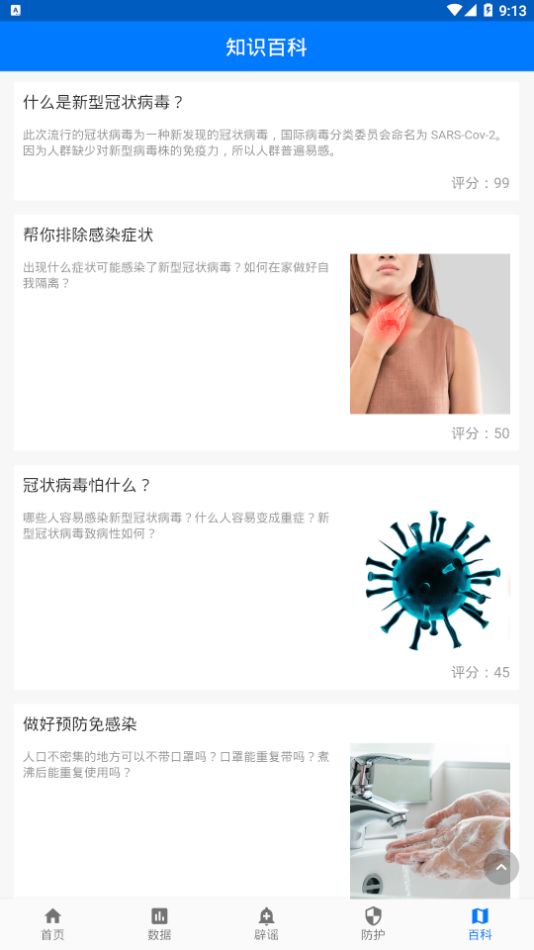 A
9:13
知识百科
什么是新型冠状病毒？
此次流行的冠状病毒为一种新发现的冠状病毒，国际病毒分类委员会命名为 SARS-Cov-2。
因为人群缺少对新型病毒株的免疫力，所以人群普遍易感。
评分：99
帮你排除感染症状
出现什么症状可能感染了新型冠状病毒？如何在家做好自
我隔离？
评分：50
冠状病毒怕什么？
哪些人容易感染新型冠状病毒？什么人容易变成重症？新
型冠状病毒致病性如何？
评分：45
做好预防免感染
人口不密集的地方可以不带口罩吗？口罩能重复带吗？煮
沸后能重复使用吗？
首页 数据 辟谣 防护 百科